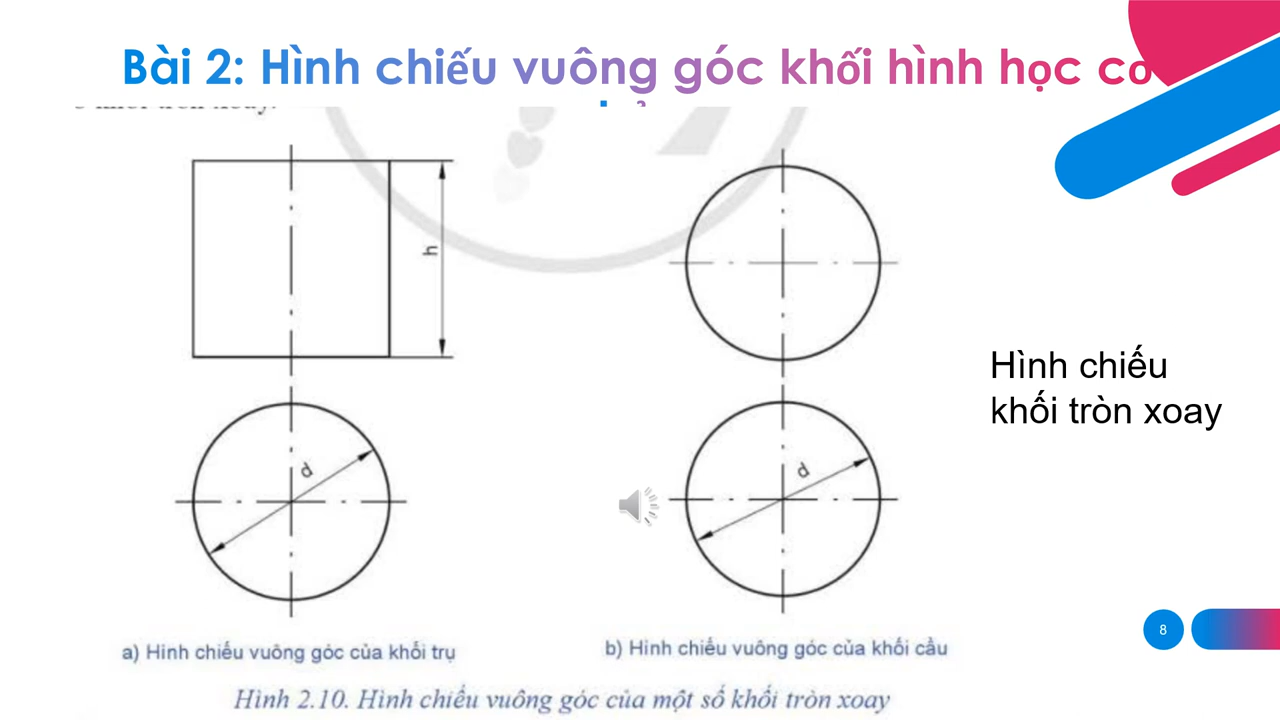 Bài 2: Hình chiếu vuông góc khối hình học cơ
h
d
d
Hình chiếu
khối tròn xoay
8
a) Hình chiếu vuông góc của khối trụ
b) Hình chiếu vuông góc của khối cầu
Hình 2.10. Hình chiếu vuông góc của một số khối tròn xoay